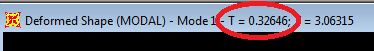 Deformed Shape (MODAL) - Mode 1 - T = 0.32646; = 3.06315